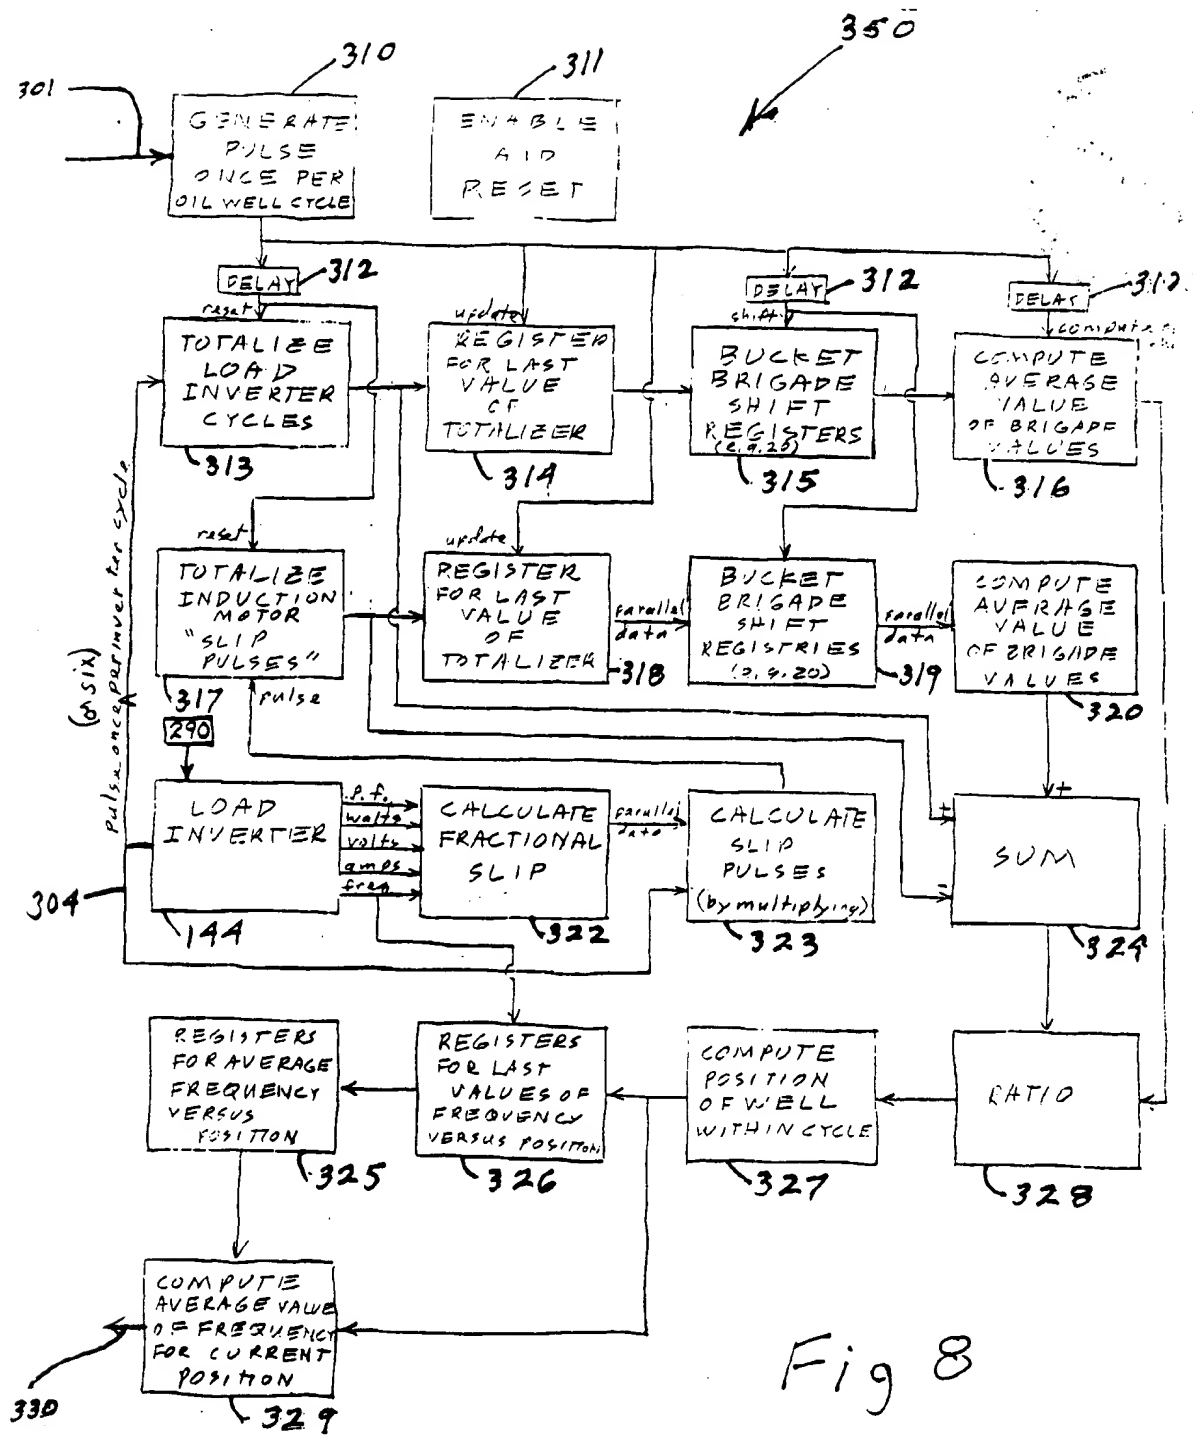 350
310
311
301
GENERATE
PULSE
ONCE PER
OIL WELL CYCLE
ENABLE
AID
RESET
312
DELAY
312
DELAY
312
DELAY
reset
update
shift
compute
TOTALIZE
LOAD
INVERTER
CYCLES
313
REGISTER
FOR LAST
VALUE
OF
TOTALIZER
314
BUCKET
BRIGADE
SHIFT
REGISTERS
(e.g. 20)
315
COMPUTE
AVERAGE
VALUE
OF BRIGADE
VALUES
316
reset
update
TOTALIZE
INDUCTION
MOTOR
"SLIP
PULSES"
317
pulse
REGISTER
FOR LAST
VALUE
OF
TOTALIZER
318
parallel
data
BUCKET
BRIGADE
SHIFT
REGISTRIES
(e.g. 20)
319
parallel
data
COMPUTE
AVERAGE
VALUE
OF BRIGADE
VALUES
320
Pulse once per inverter cycle
(or six)
290
LOAD
INVERTER
144
304
p.f.
watts
volts
amps
freq
CALCULATE
FRACTIONAL
SLIP
322
parallel
data
CALCULATE
SLIP
PULSES
(by multiplying)
323
+
+
-
SUM
324
REGISTERS
FOR AVERAGE
FREQUENCY
VERSUS
POSITION
325
REGISTERS
FOR LAST
VALUES OF
FREQUENCY
VERSUS POSITION
326
COMPUTE
POSITION
OF WELL
WITHIN CYCLE
327
RATIO
328
COMPUTE
AVERAGE VALUE
OF FREQUENCY
FOR CURRENT
POSITION
329
330
Fig 8